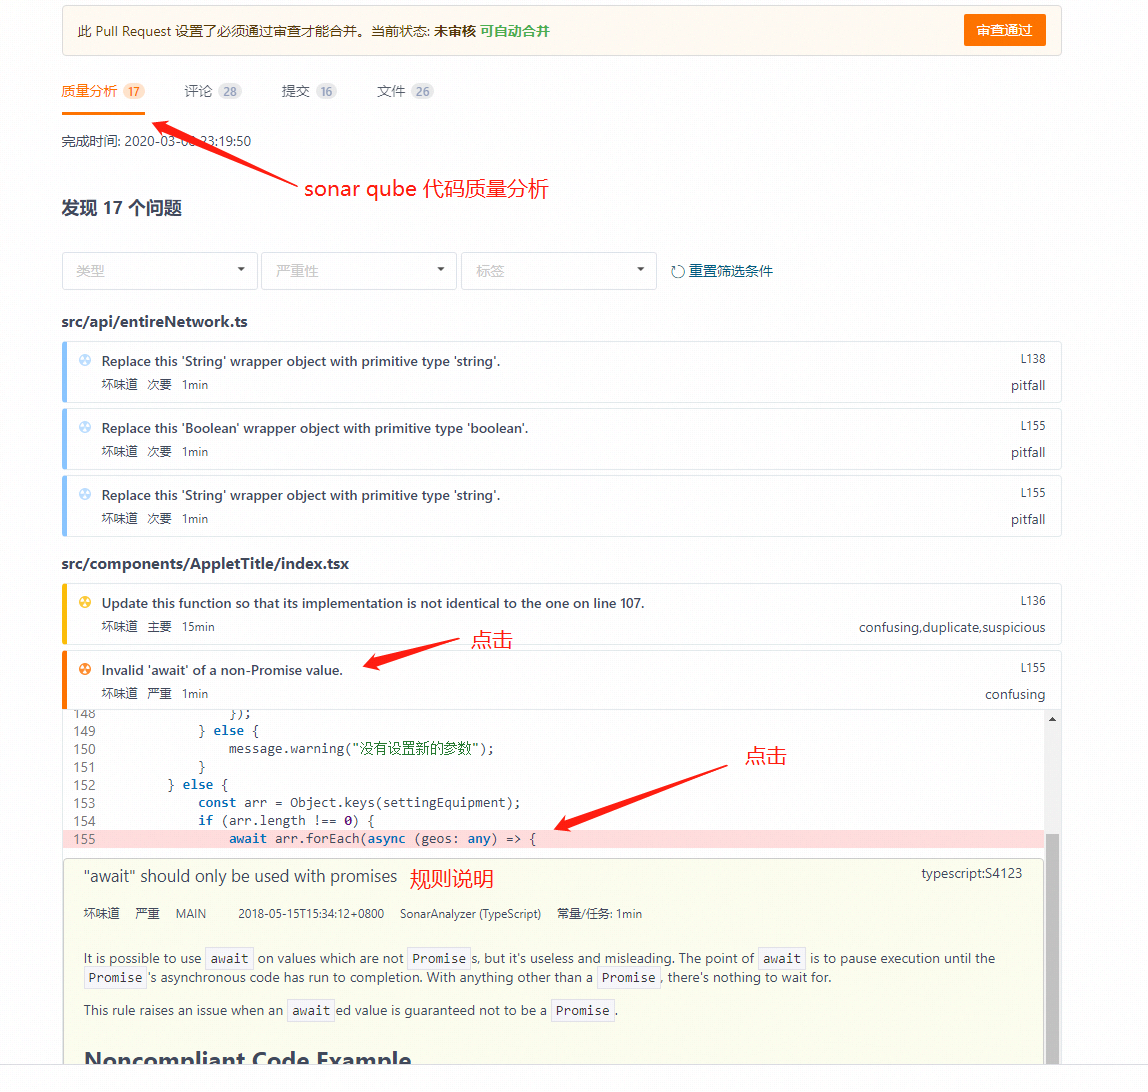 此 Pull Request 设置了必须通过审查才能合并。当前状态: 未审核 可自动合并
审查通过
质量分析 17 评论 28 提交 16 文件 26
完成时间: 2020-03-0 23:19:50
sonar qube 代码质量分析
发现 17 个问题
类型 严重性 标签 重置筛选条件
src/api/entireNetwork.ts
Replace this 'String' wrapper object with primitive type 'string'. L138
坏味道 次要 1min pitfall
Replace this 'Boolean' wrapper object with primitive type 'boolean'. L155
坏味道 次要 1min pitfall
Replace this 'String' wrapper object with primitive type 'string'. L155
坏味道 次要 1min pitfall
src/components/AppletTitle/index.tsx
Update this function so that its implementation is not identical to the one on line 107. L136
坏味道 主要 15min confusing,duplicate,suspicious
点击
Invalid 'await' of a non-Promise value. L155
坏味道 严重 1min confusing
148 });
149 } else {
150 message.warning("没有设置新的参数");
点击
151 }
152 } else {
153 const arr = Object.keys(settingEquipment);
154 if (arr.length !== 0) {
155 await arr.forEach(async (geos: any) => {
"await" should only be used with promises 规则说明 typescript:S4123
坏味道 严重 MAIN 2018-05-15T15:34:12+0800 SonarAnalyzer (TypeScript) 常量/任务: 1min
It is possible to use await on values which are not Promises, but it's useless and misleading. The point of await is to pause execution until the
Promise's asynchronous code has run to completion. With anything other than a Promise, there's nothing to wait for.
This rule raises an issue when an awaited value is guaranteed not to be a Promise.
Noncompliant Code Example